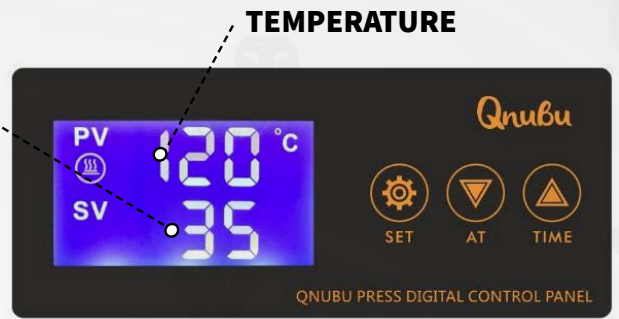 TEMPERATURE
Qnubu
PV 120 °C
SV 35
SET AT TIME
QNUBU PRESS DIGITAL CONTROL PANEL